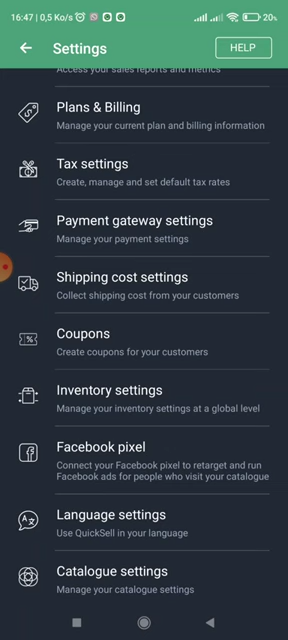 16:47 | 0,5 Ko/s
20%
Settings
HELP
Access your sales reports and metrics
Plans & Billing
Manage your current plan and billing information
Tax settings
Create, manage and set default tax rates
Payment gateway settings
Manage your payment settings
Shipping cost settings
Collect shipping cost from your customers
Coupons
Create coupons for your customers
Inventory settings
Manage your inventory settings at a global level
Facebook pixel
Connect your Facebook pixel to retarget and run
Facebook ads for people who visit your catalogue
Language settings
Use QuickSell in your language
Catalogue settings
Manage your catalogue settings